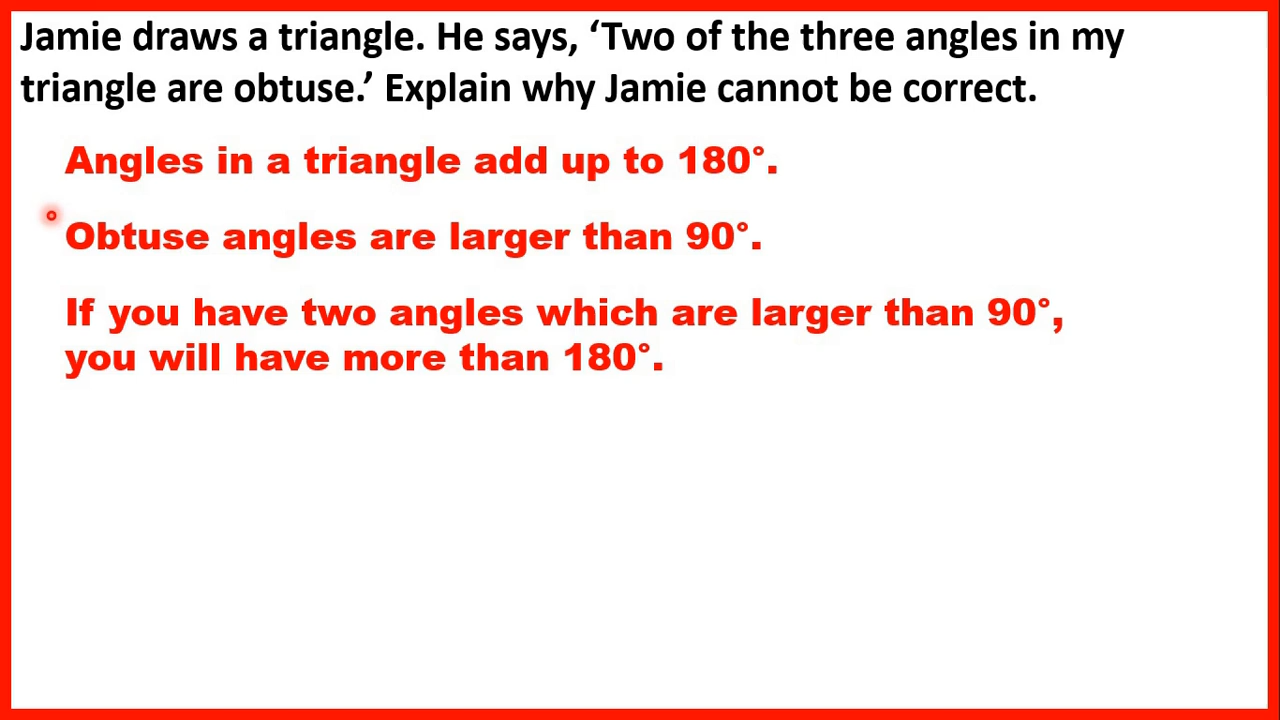 Jamie draws a triangle. He says, ‘Two of the three angles in my
triangle are obtuse.’ Explain why Jamie cannot be correct.
Angles in a triangle add up to 180°.
Obtuse angles are larger than 90°.
If you have two angles which are larger than 90°,
you will have more than 180°.